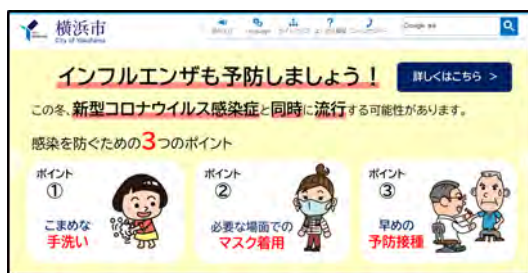 横浜市
City of Yokohama
Language
インフルエンザも予防しましょう！
詳しくはこちら >
この冬、新型コロナウイルス感染症と同時に流行する可能性があります。
感染を防ぐための3つのポイント
ポイント
①
こまめな
手洗い
ポイント
②
必要な場面での
マスク着用
ポイント
③
早めの
予防接種